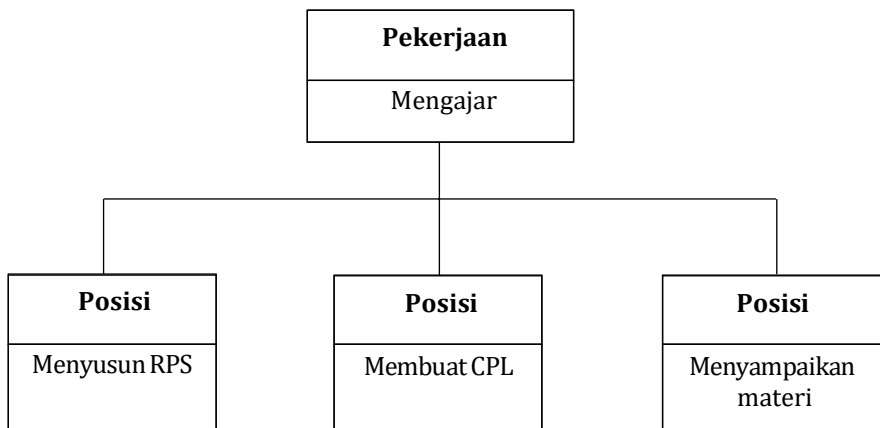 Pekerjaan
Mengajar
Posisi
Menyusun RPS
Posisi
Membuat CPL
Posisi
Menyampaikan
materi